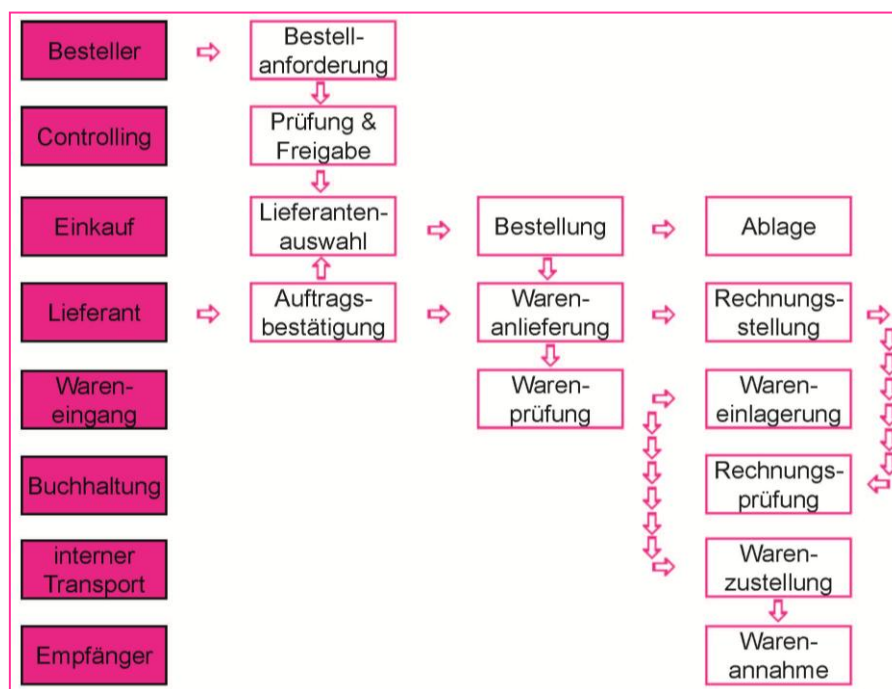 Besteller
Bestell-
anforderung
Controlling
Prüfung &
Freigabe
Einkauf
Lieferanten-
auswahl
Bestellung
Ablage
Lieferant
Auftrags-
bestätigung
Waren-
anlieferung
Rechnungs-
stellung
Waren-
eingang
Waren-
prüfung
Waren-
einlagerung
Buchhaltung
Rechnungs-
prüfung
interner
Transport
Waren-
zustellung
Empfänger
Waren-
annahme